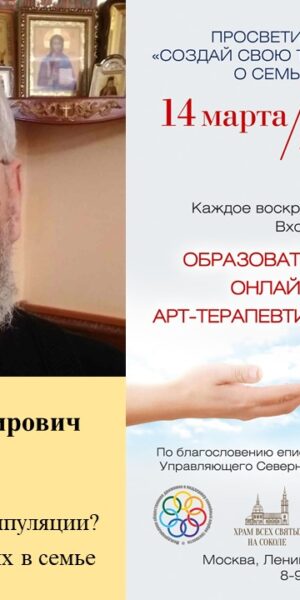 ирович
ипуляции?
их в семье
ПРОСВЕТИ
«СОЗДАЙ СВОЮ
О СЕМЬ
14 марта/
Каждое воскр
Вхо
ОБРАЗОВАТ
ОНЛАЙ
АРТ-ТЕРАПЕВТИ
По благословению епис
Управляющего Северн
ХРАМ ВСЕХ СВЯТЫ
НА СОКОЛЕ
Москва, Ленин
8-9